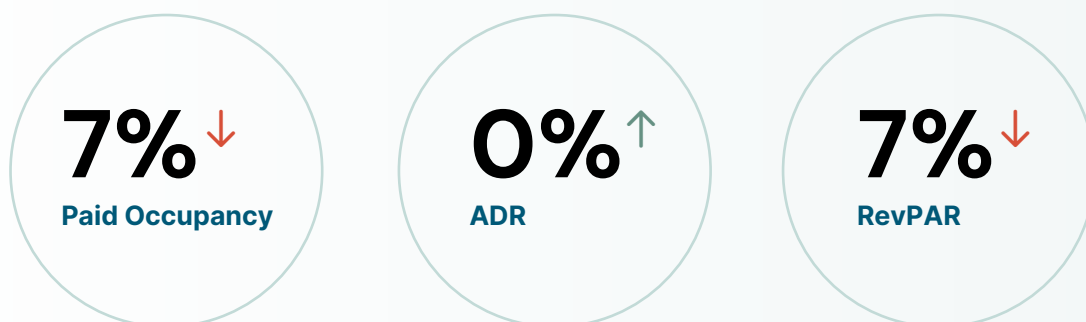 7%↓
Paid Occupancy
0%↑
ADR
7%↓
RevPAR